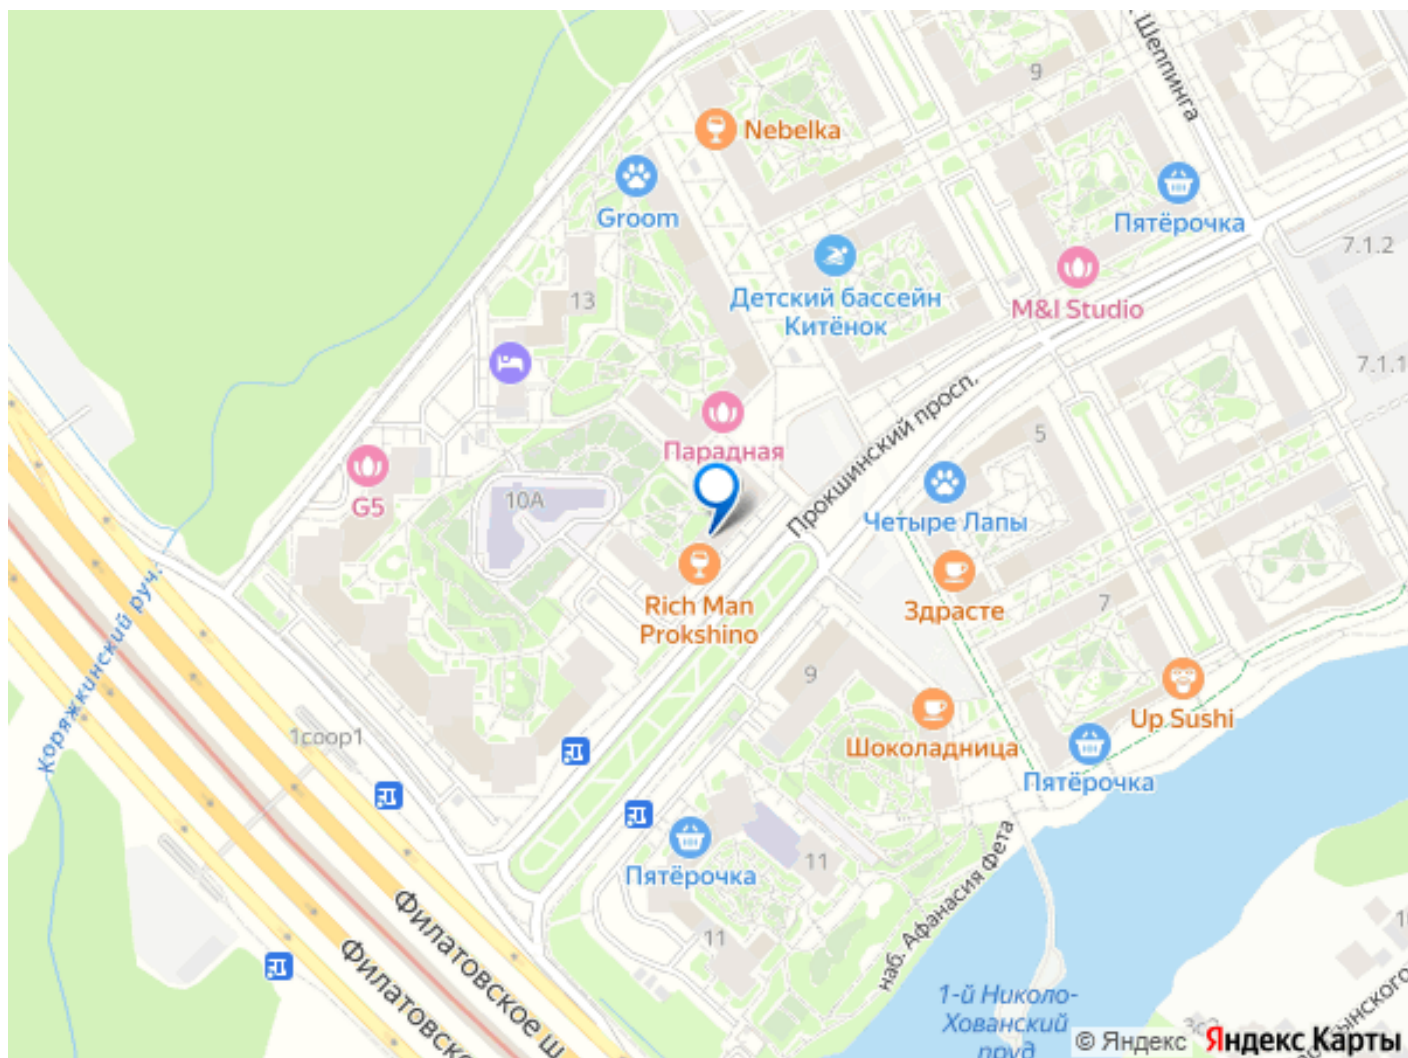 Шеппинга
9
Nebelka
Groom
Пятёрочка
7.1.2
Детский бассейн
Китёнок
M&I Studio
13
7.1.1
Прокшинский просп.
Парадная
5
G5
10А
Четыре Лапы
Rich Man
Prokshino
Здрасте
7
Коряжкинский руч.
9
Up Sushi
1соор1
Шоколадница
Пятёрочка
Пятёрочка
11
11
наб. Афанасия Фета
Филатовское ш.
Филатовско
1-й Николо-
Хованский
пруд
© Яндекс Яндекс Карты